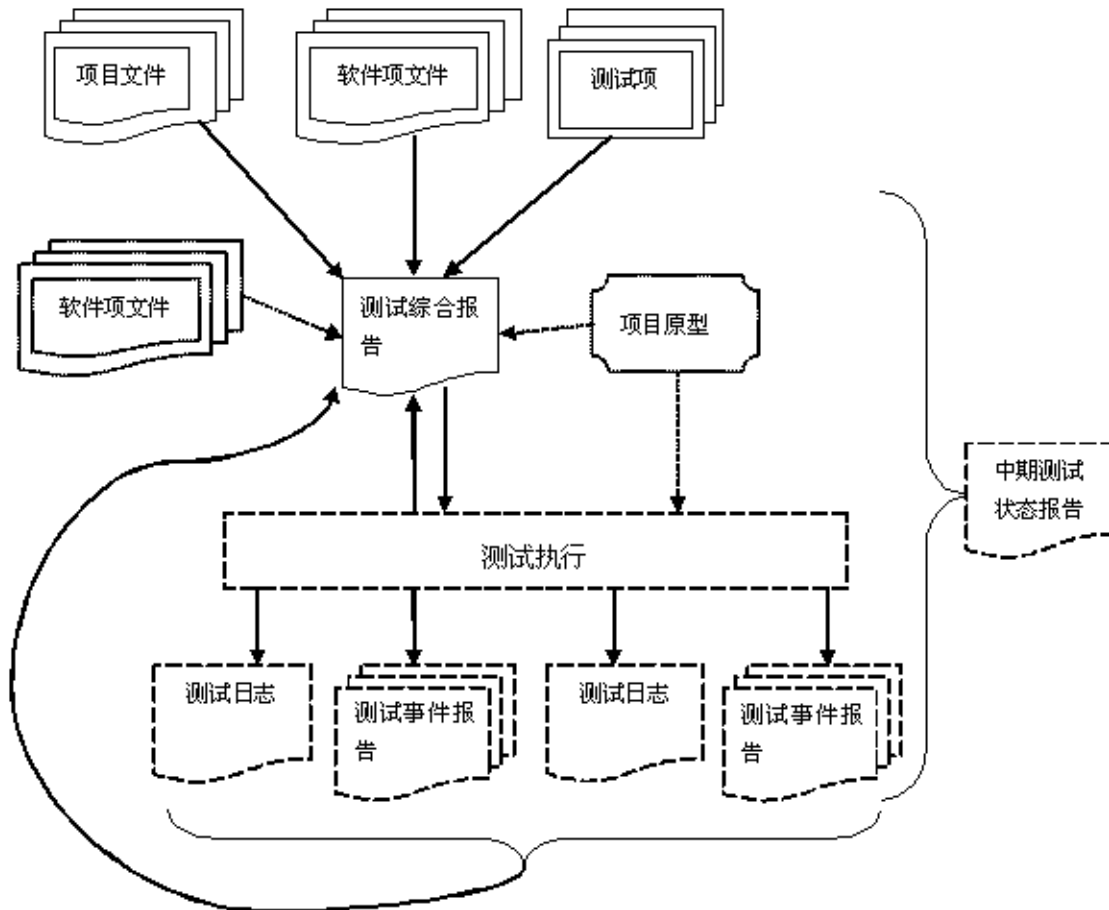 项目文件
软件项文件
测试项
软件项文件
测试综合报
告
项目原型
中期测试
状态报告
测试执行
测试日志
测试事件报
告
测试日志
测试事件报
告